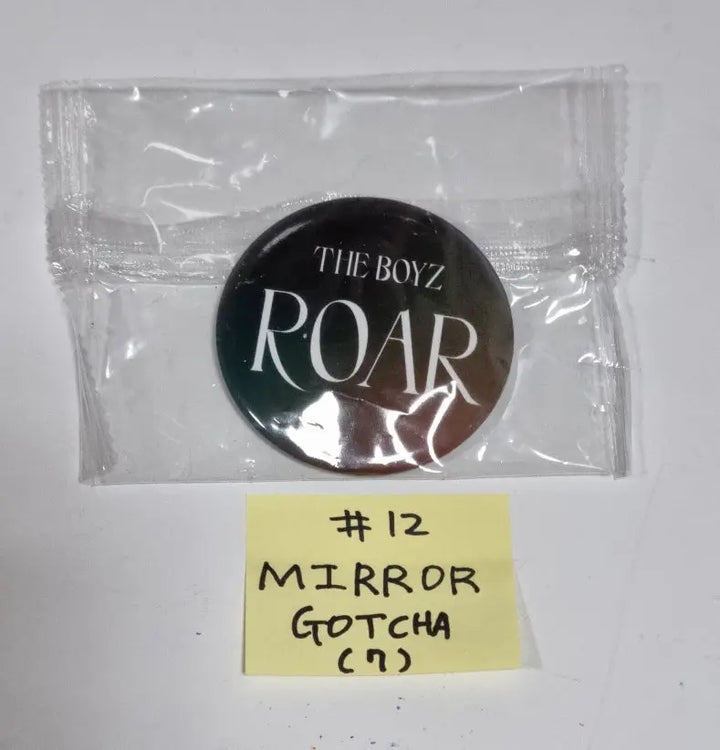 THE BOYZ
ROAR
#12
MIRROR
GOTCHA
(7)